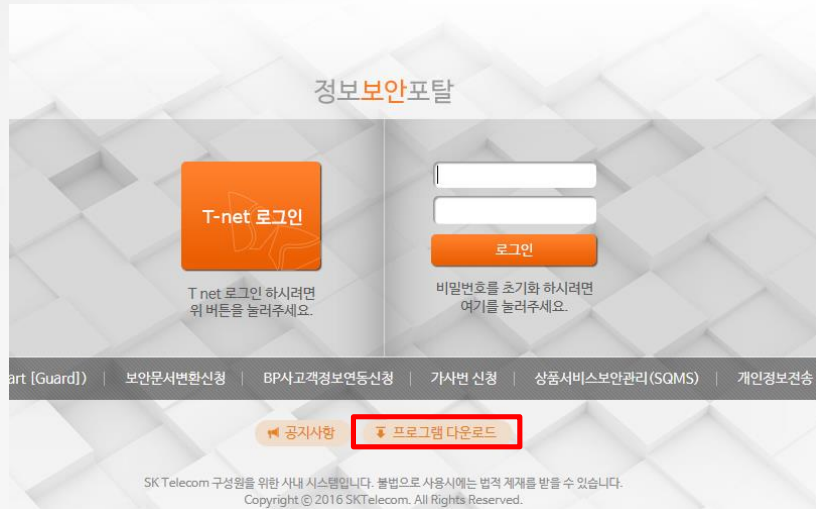 정보보안포탈
T-net 로그인
T net 로그인 하시려면
위 버튼을 눌러주세요.
로그인
비밀번호를 초기화 하시려면
여기를 눌러주세요.
art [Guard]) | 보안문서변환신청 | BP사고객정보연동신청 | 가사번 신청 | 상품서비스보안관리(SQMS) | 개인정보전송
공지사항 프로그램 다운로드
SK Telecom 구성원을 위한 사내 시스템입니다. 불법으로 사용시에는 법적 제재를 받을 수 있습니다.
Copyright © 2016 SKTelecom. All Rights Reserved.